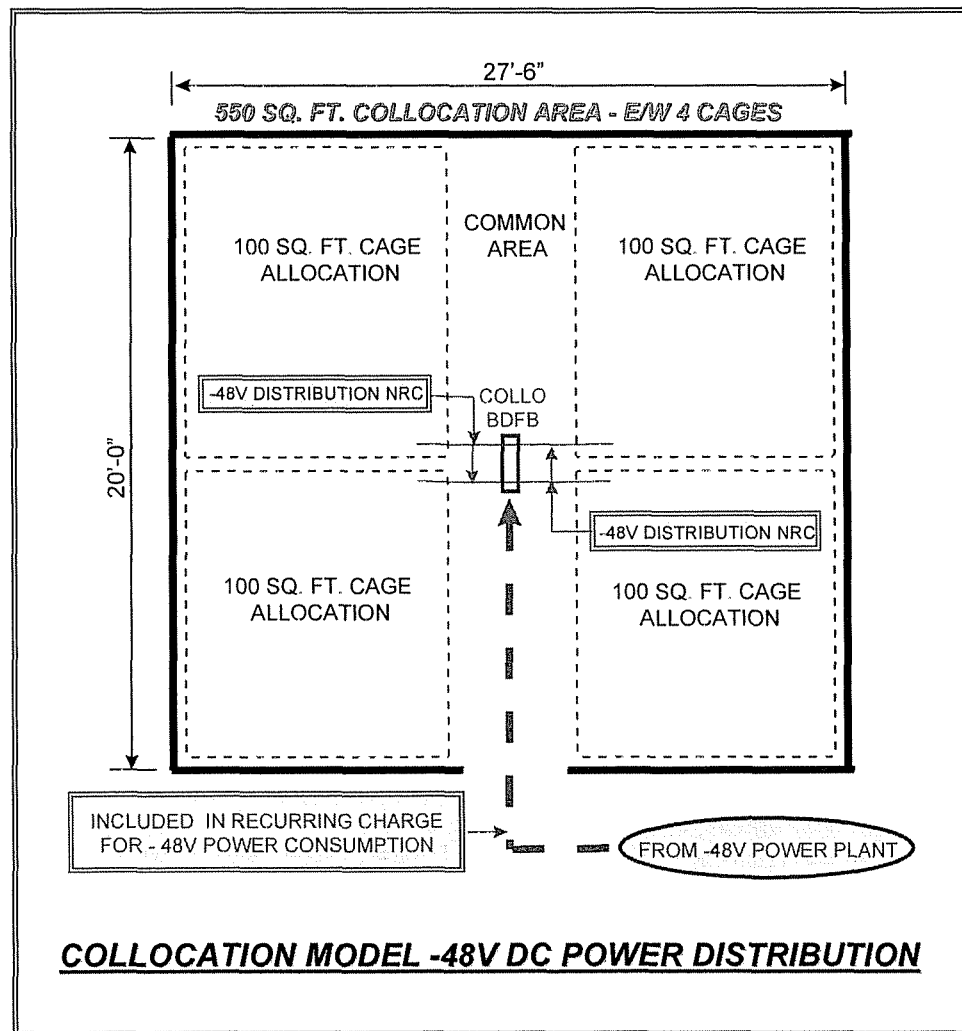 27'-6"
550 SQ. FT. COLLOCATION AREA - E/W 4 CAGES
100 SQ. FT. CAGE
ALLOCATION
COMMON
AREA
100 SQ. FT. CAGE
ALLOCATION
-48V DISTRIBUTION NRC
COLLO
BDFB
20'-0"
-48V DISTRIBUTION NRC
100 SQ. FT. CAGE
ALLOCATION
100 SQ. FT. CAGE
ALLOCATION
INCLUDED IN RECURRING CHARGE
FOR - 48V POWER CONSUMPTION
FROM -48V POWER PLANT
COLLOCATION MODEL -48V DC POWER DISTRIBUTION